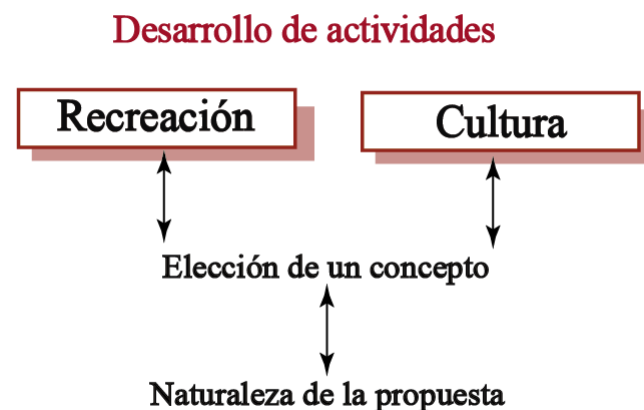 Desarrollo de actividades
Recreación
Cultura
Elección de un concepto
Naturaleza de la propuesta